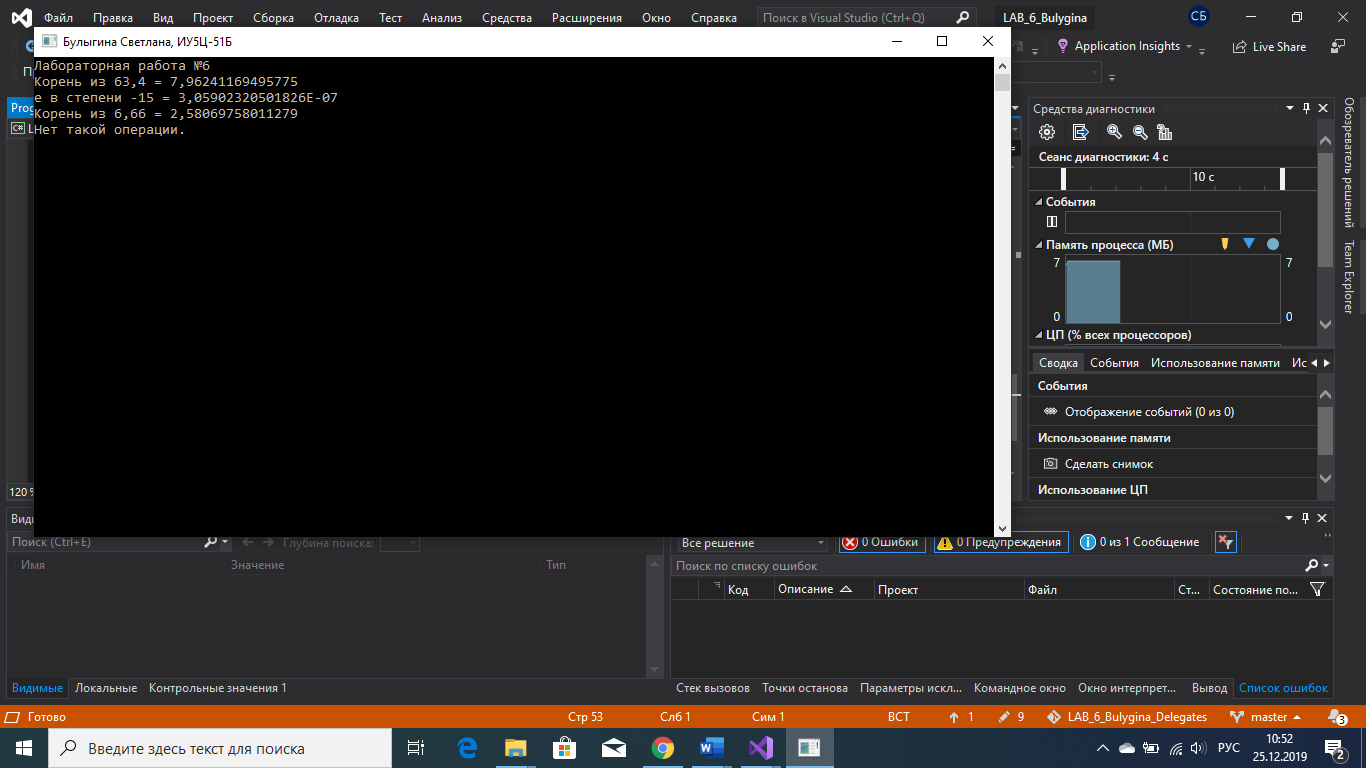 Файл Правка Вид Проект Сборка Отладка Тест Анализ Средства Расширения Окно Справка Поиск в Visual Studio (Ctrl+Q) LAB_6_Bulygina СБ
Булыгина Светлана, ИУ5Ц-51Б
Application Insights Live Share
Лабораторная работа №6
Корень из 63,4 = 7,96241169495775
е в степени -15 = 3,05902320501826E-07
Корень из 6,66 = 2,58069758011279
Нет такой операции.
Средства диагностики
Сеанс диагностики: 4 с
10 с
События
Память процесса (МБ)
7 7
0 0
ЦП (% всех процессоров)
Сводка События Использование памяти Ис
События
Отображение событий (0 из 0)
Использование памяти
Сделать снимок
Использование ЦП
Обозреватель решений
Team Explorer
120 %
Поиск (Ctrl+E) Глубина поиска:
Имя Значение Тип
Все решение 0 Ошибки 0 Предупреждения 0 из 1 Сообщение
Поиск по списку ошибок
Код Описание Проект Файл Ст... Состояние по...
Видимые Локальные Контрольные значения 1
Стек вызовов Точки останова Параметры искл... Командное окно Окно интерпрет... Вывод Список ошибок
Готово Стр 53 Слб 1 Сим 1 ВСТ 1 9 LAB_6_Bulygina_Delegates master 3
Введите здесь текст для поиска
РУС 10:52
25.12.2019 2